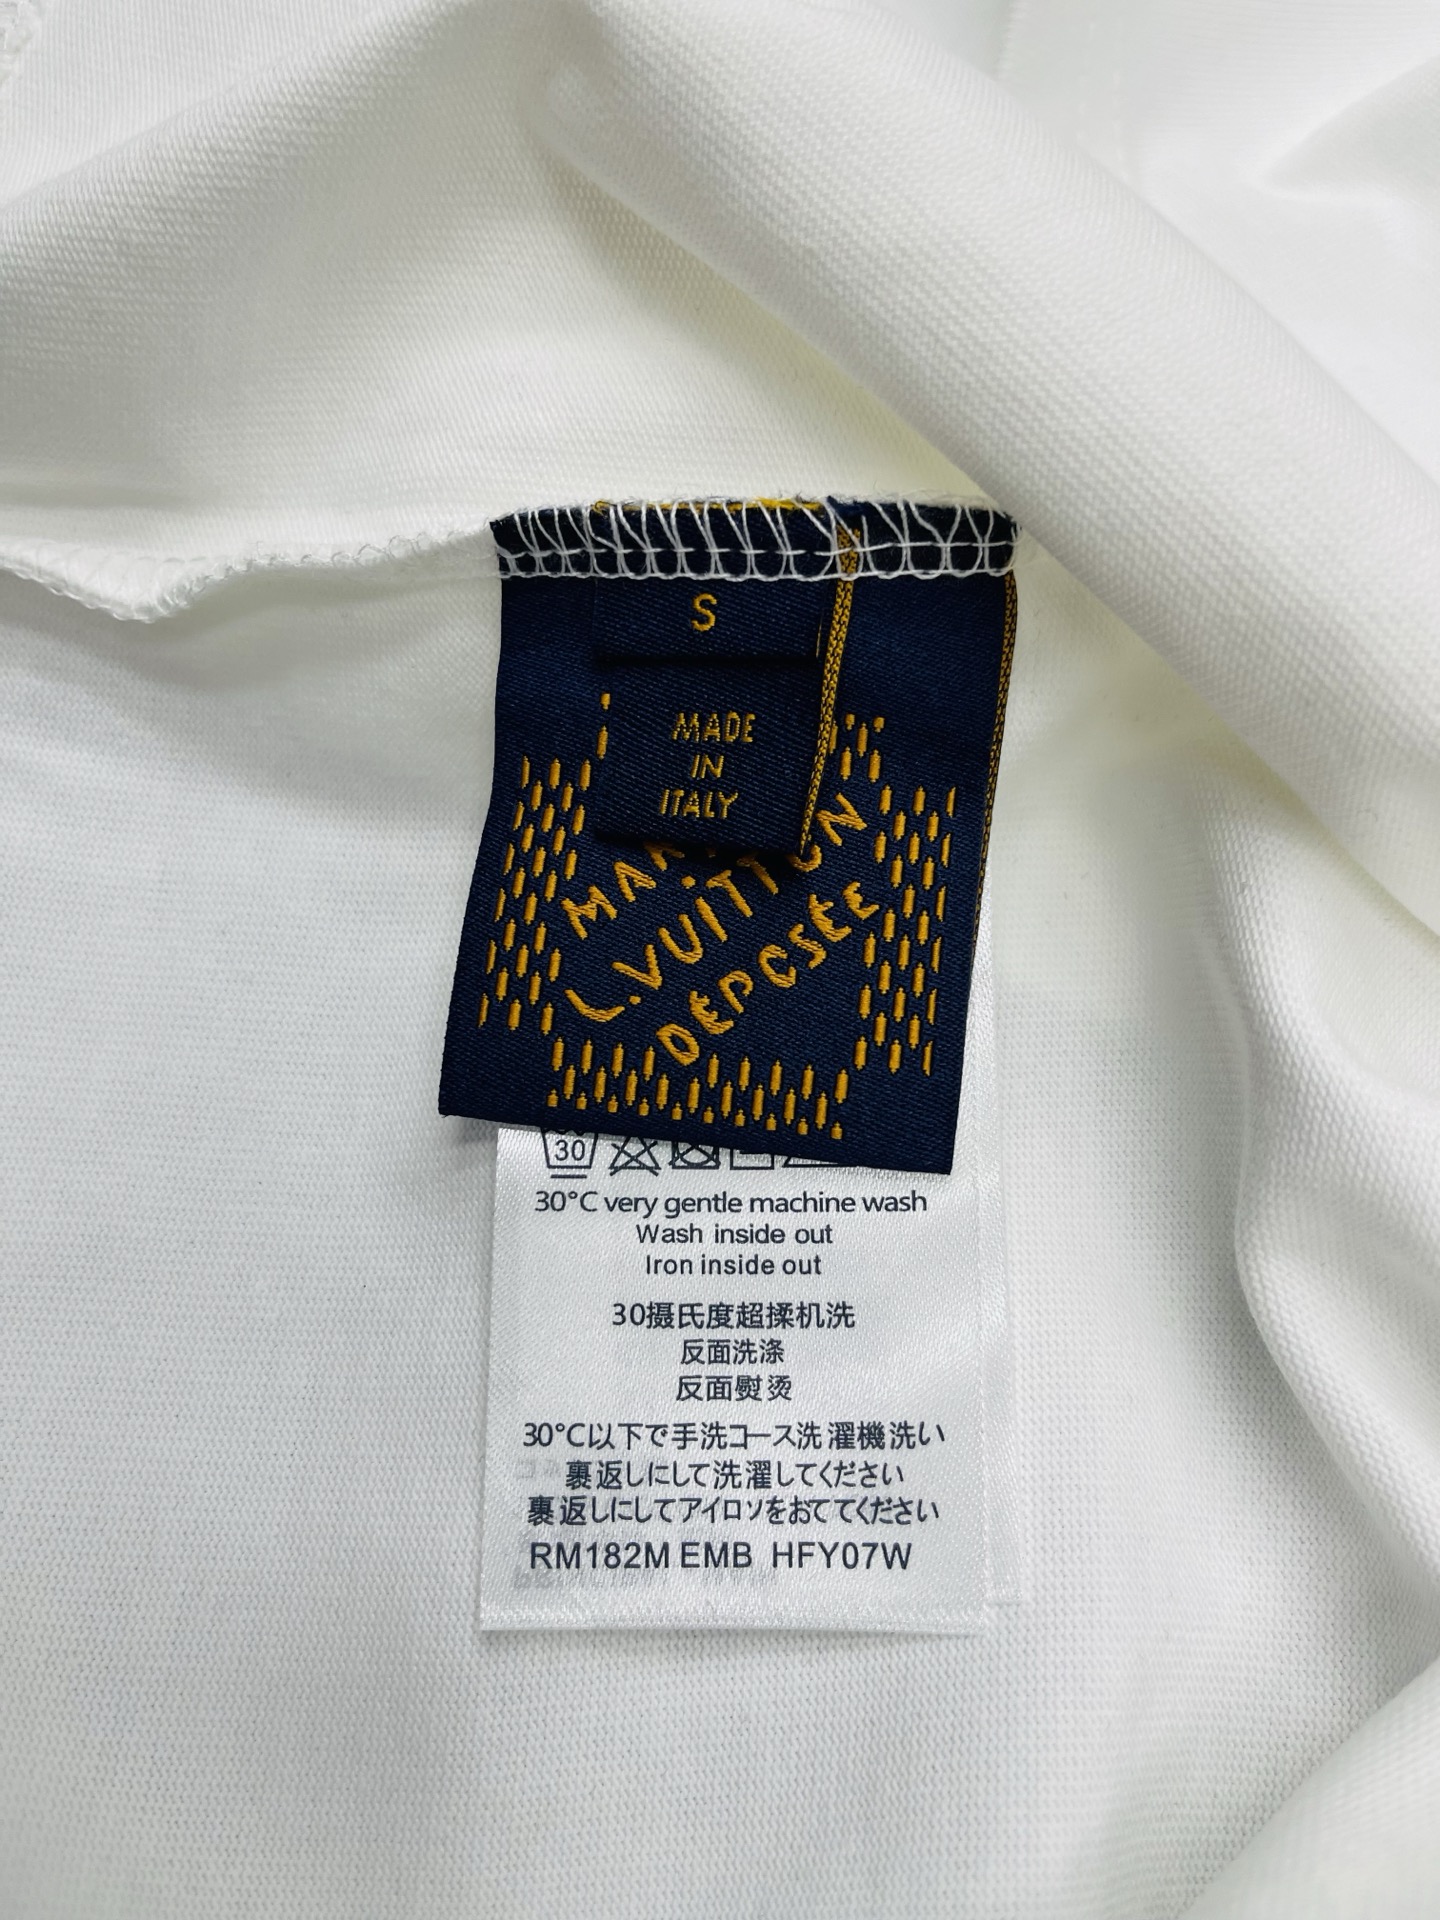 S
MADE
IN
ITALY
L.VUITTON
DEPCSÉE
30
30°C very gentle machine wash
Wash inside out
Iron inside out
30摄氏度超揉机洗
反面洗涤
反面熨烫
30°C以下で手洗コース洗濯機洗い
裏返しにして洗濯してください
裏返しにしてアイロソをおててください
RM182M EMB HFY07W